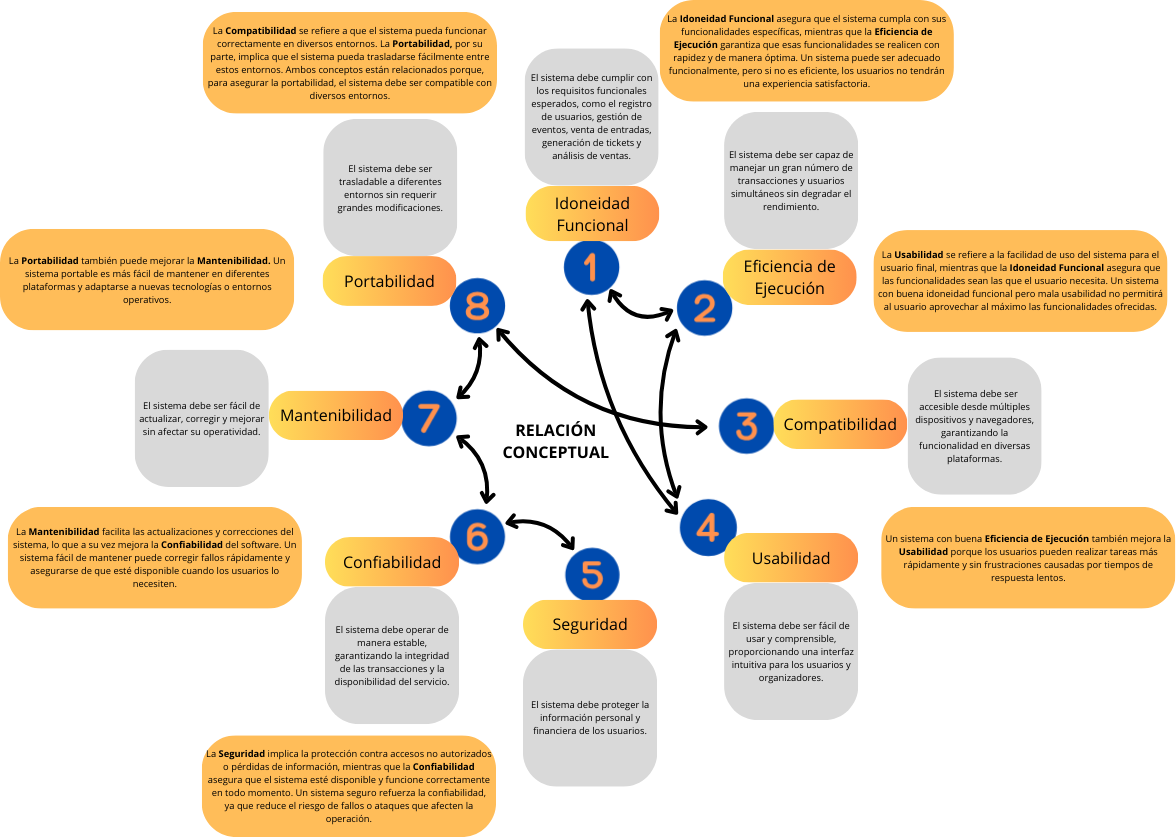 La Compatibilidad se refiere a que el sistema pueda funcionar
correctamente en diversos entornos. La Portabilidad, por su
parte, implica que el sistema pueda trasladarse fácilmente entre
estos entornos. Ambos conceptos están relacionados porque,
para asegurar la portabilidad, el sistema debe ser compatible con
diversos entornos.
La Idoneidad Funcional asegura que el sistema cumpla con sus
funcionalidades específicas, mientras que la Eficiencia de
Ejecución garantiza que esas funcionalidades se realicen con
rapidez y de manera óptima. Un sistema puede ser adecuado
funcionalmente, pero si no es eficiente, los usuarios no tendrán
una experiencia satisfactoria.
El sistema debe cumplir con
los requisitos funcionales
esperados, como el registro
de usuarios, gestión de
eventos, venta de entradas,
generación de tickets y
análisis de ventas.
Idoneidad
Funcional
1
El sistema debe ser capaz de
manejar un gran número de
transacciones y usuarios
simultáneos sin degradar el
rendimiento.
Eficiencia de
Ejecución
2
La Usabilidad se refiere a la facilidad de uso del sistema para el
usuario final, mientras que la Idoneidad Funcional asegura que
las funcionalidades sean las que el usuario necesita. Un sistema
con buena idoneidad funcional pero mala usabilidad no permitirá
al usuario aprovechar al máximo las funcionalidades ofrecidas.
El sistema debe ser
trasladable a diferentes
entornos sin requerir
grandes modificaciones.
Portabilidad
8
La Portabilidad también puede mejorar la Mantenibilidad. Un
sistema portable es más fácil de mantener en diferentes
plataformas y adaptarse a nuevas tecnologías o entornos
operativos.
El sistema debe ser fácil de
actualizar, corregir y mejorar
sin afectar su operatividad.
Mantenibilidad
7
RELACIÓN
CONCEPTUAL
3
Compatibilidad
El sistema debe ser
accesible desde múltiples
dispositivos y navegadores,
garantizando la
funcionalidad en diversas
plataformas.
La Mantenibilidad facilita las actualizaciones y correcciones del
sistema, lo que a su vez mejora la Confiabilidad del software. Un
sistema fácil de mantener puede corregir fallos rápidamente y
asegurarse de que esté disponible cuando los usuarios lo
necesiten.
6
Confiabilidad
El sistema debe operar de
manera estable,
garantizando la integridad
de las transacciones y la
disponibilidad del servicio.
5
Seguridad
El sistema debe proteger la
información personal y
financiera de los usuarios.
4
Usabilidad
El sistema debe ser fácil de
usar y comprensible,
proporcionando una interfaz
intuitiva para los usuarios y
organizadores.
Un sistema con buena Eficiencia de Ejecución también mejora la
Usabilidad porque los usuarios pueden realizar tareas más
rápidamente y sin frustraciones causadas por tiempos de
respuesta lentos.
La Seguridad implica la protección contra accesos no autorizados
o pérdidas de información, mientras que la Confiabilidad
asegura que el sistema esté disponible y funcione correctamente
en todo momento. Un sistema seguro refuerza la confiabilidad,
ya que reduce el riesgo de fallos o ataques que afecten la
operación.